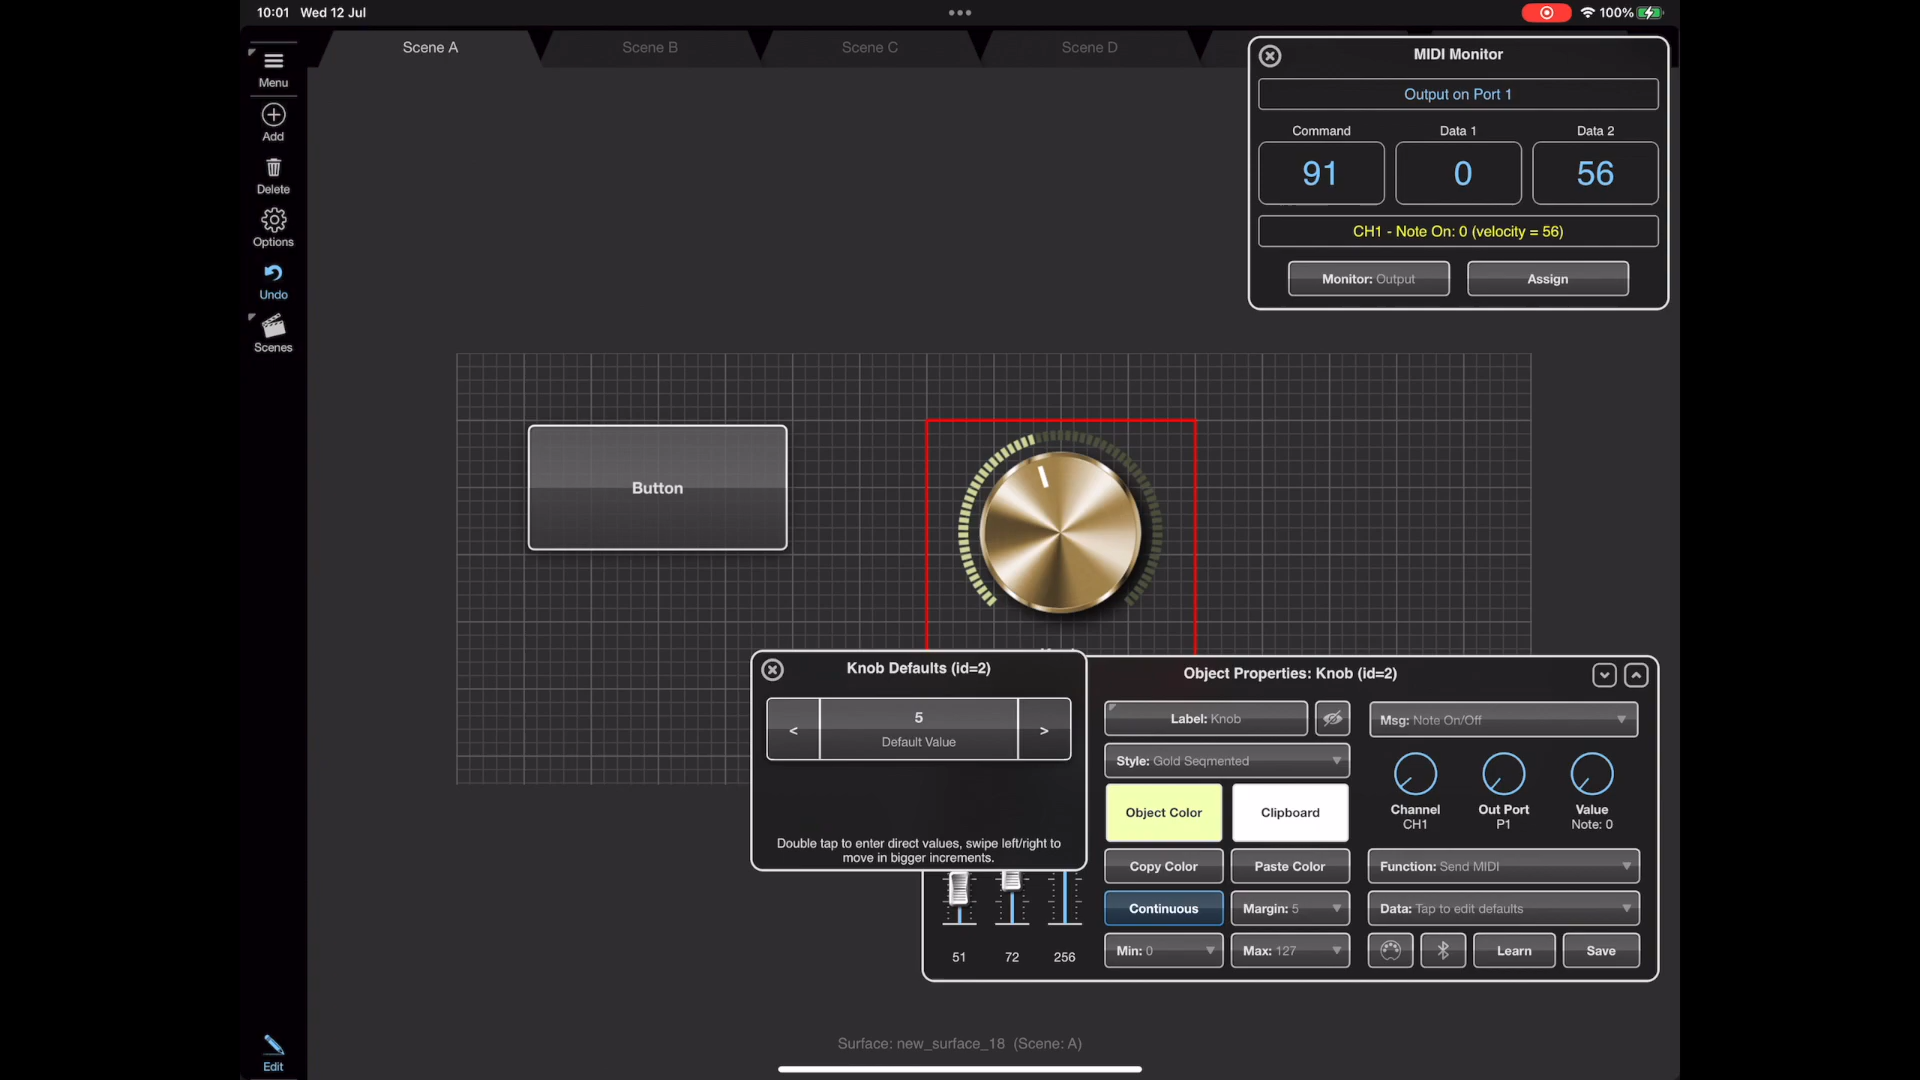 10:01 Wed 12 Jul
100%
Menu
Add
Delete
Options
Undo
Scenes
Edit
Scene A
Scene B
Scene C
Scene D
MIDI Monitor
Output on Port 1
Command
Data 1
Data 2
91
0
56
CH1 - Note On: 0 (velocity = 56)
Monitor: Output
Assign
Button
Knob Defaults (id=2)
<
5
Default Value
>
Double tap to enter direct values, swipe left/right to
move in bigger increments.
51
72
256
Object Properties: Knob (id=2)
Label: Knob
Style: Gold Seqmented
Object Color
Clipboard
Copy Color
Paste Color
Continuous
Margin: 5
Min: 0
Max: 127
Msg: Note On/Off
Channel
CH1
Out Port
P1
Value
Note: 0
Function: Send MIDI
Data: Tap to edit defaults
Learn
Save
Surface: new_surface_18 (Scene: A)